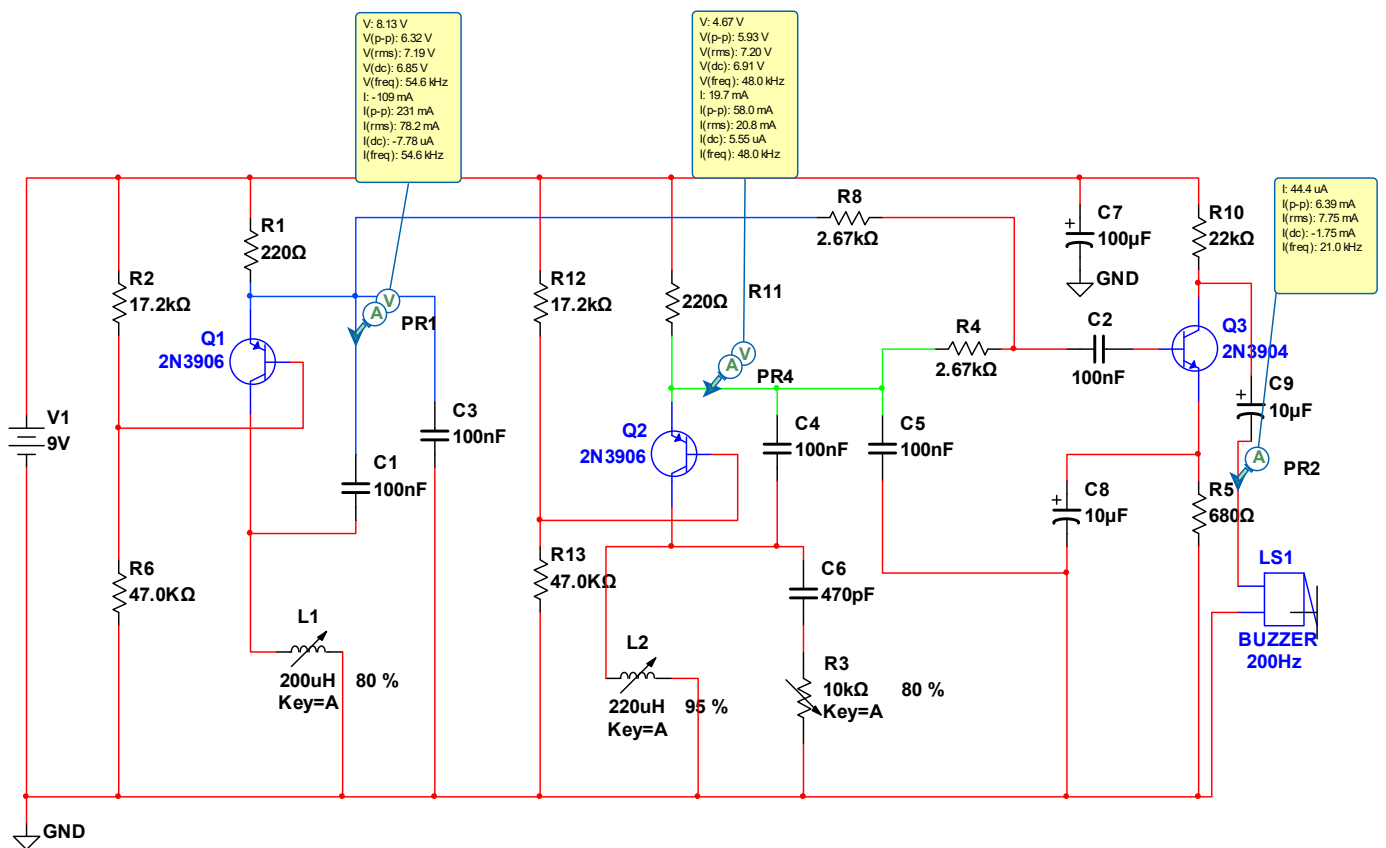 V: 8.13 V
V(p-p): 6.32 V
V(rms): 7.19 V
V(dc): 6.85 V
V(freq): 54.6 kHz
I: -109 mA
I(p-p): 231 mA
I(rms): 78.2 mA
I(dc): -7.78 uA
I(freq): 54.6 kHz
V: 4.67 V
V(p-p): 5.93 V
V(rms): 7.20 V
V(dc): 6.91 V
V(freq): 48.0 kHz
I: 19.7 mA
I(p-p): 58.0 mA
I(rms): 20.8 mA
I(dc): 5.55 uA
I(freq): 48.0 kHz
I: 44.4 uA
I(p-p): 6.39 mA
I(rms): 7.75 mA
I(dc): -1.75 mA
I(freq): 21.0 kHz
R1
220Ω
R2
17.2kΩ
Q1
2N3906
V
A
PR1
V1
9V
C3
100nF
C1
100nF
R6
47.0KΩ
L1
200uH
80 %
Key=A
GND
R12
17.2kΩ
R11
220Ω
V
A
PR4
Q2
2N3906
C4
100nF
C5
100nF
R13
47.0KΩ
L2
220uH
95 %
Key=A
C6
470pF
R3
10kΩ
80 %
Key=A
R8
2.67kΩ
R4
2.67kΩ
C7
100µF
GND
C2
100nF
R10
22kΩ
Q3
2N3904
C9
10µF
A
PR2
C8
10µF
R5
680Ω
LS1
BUZZER
200Hz